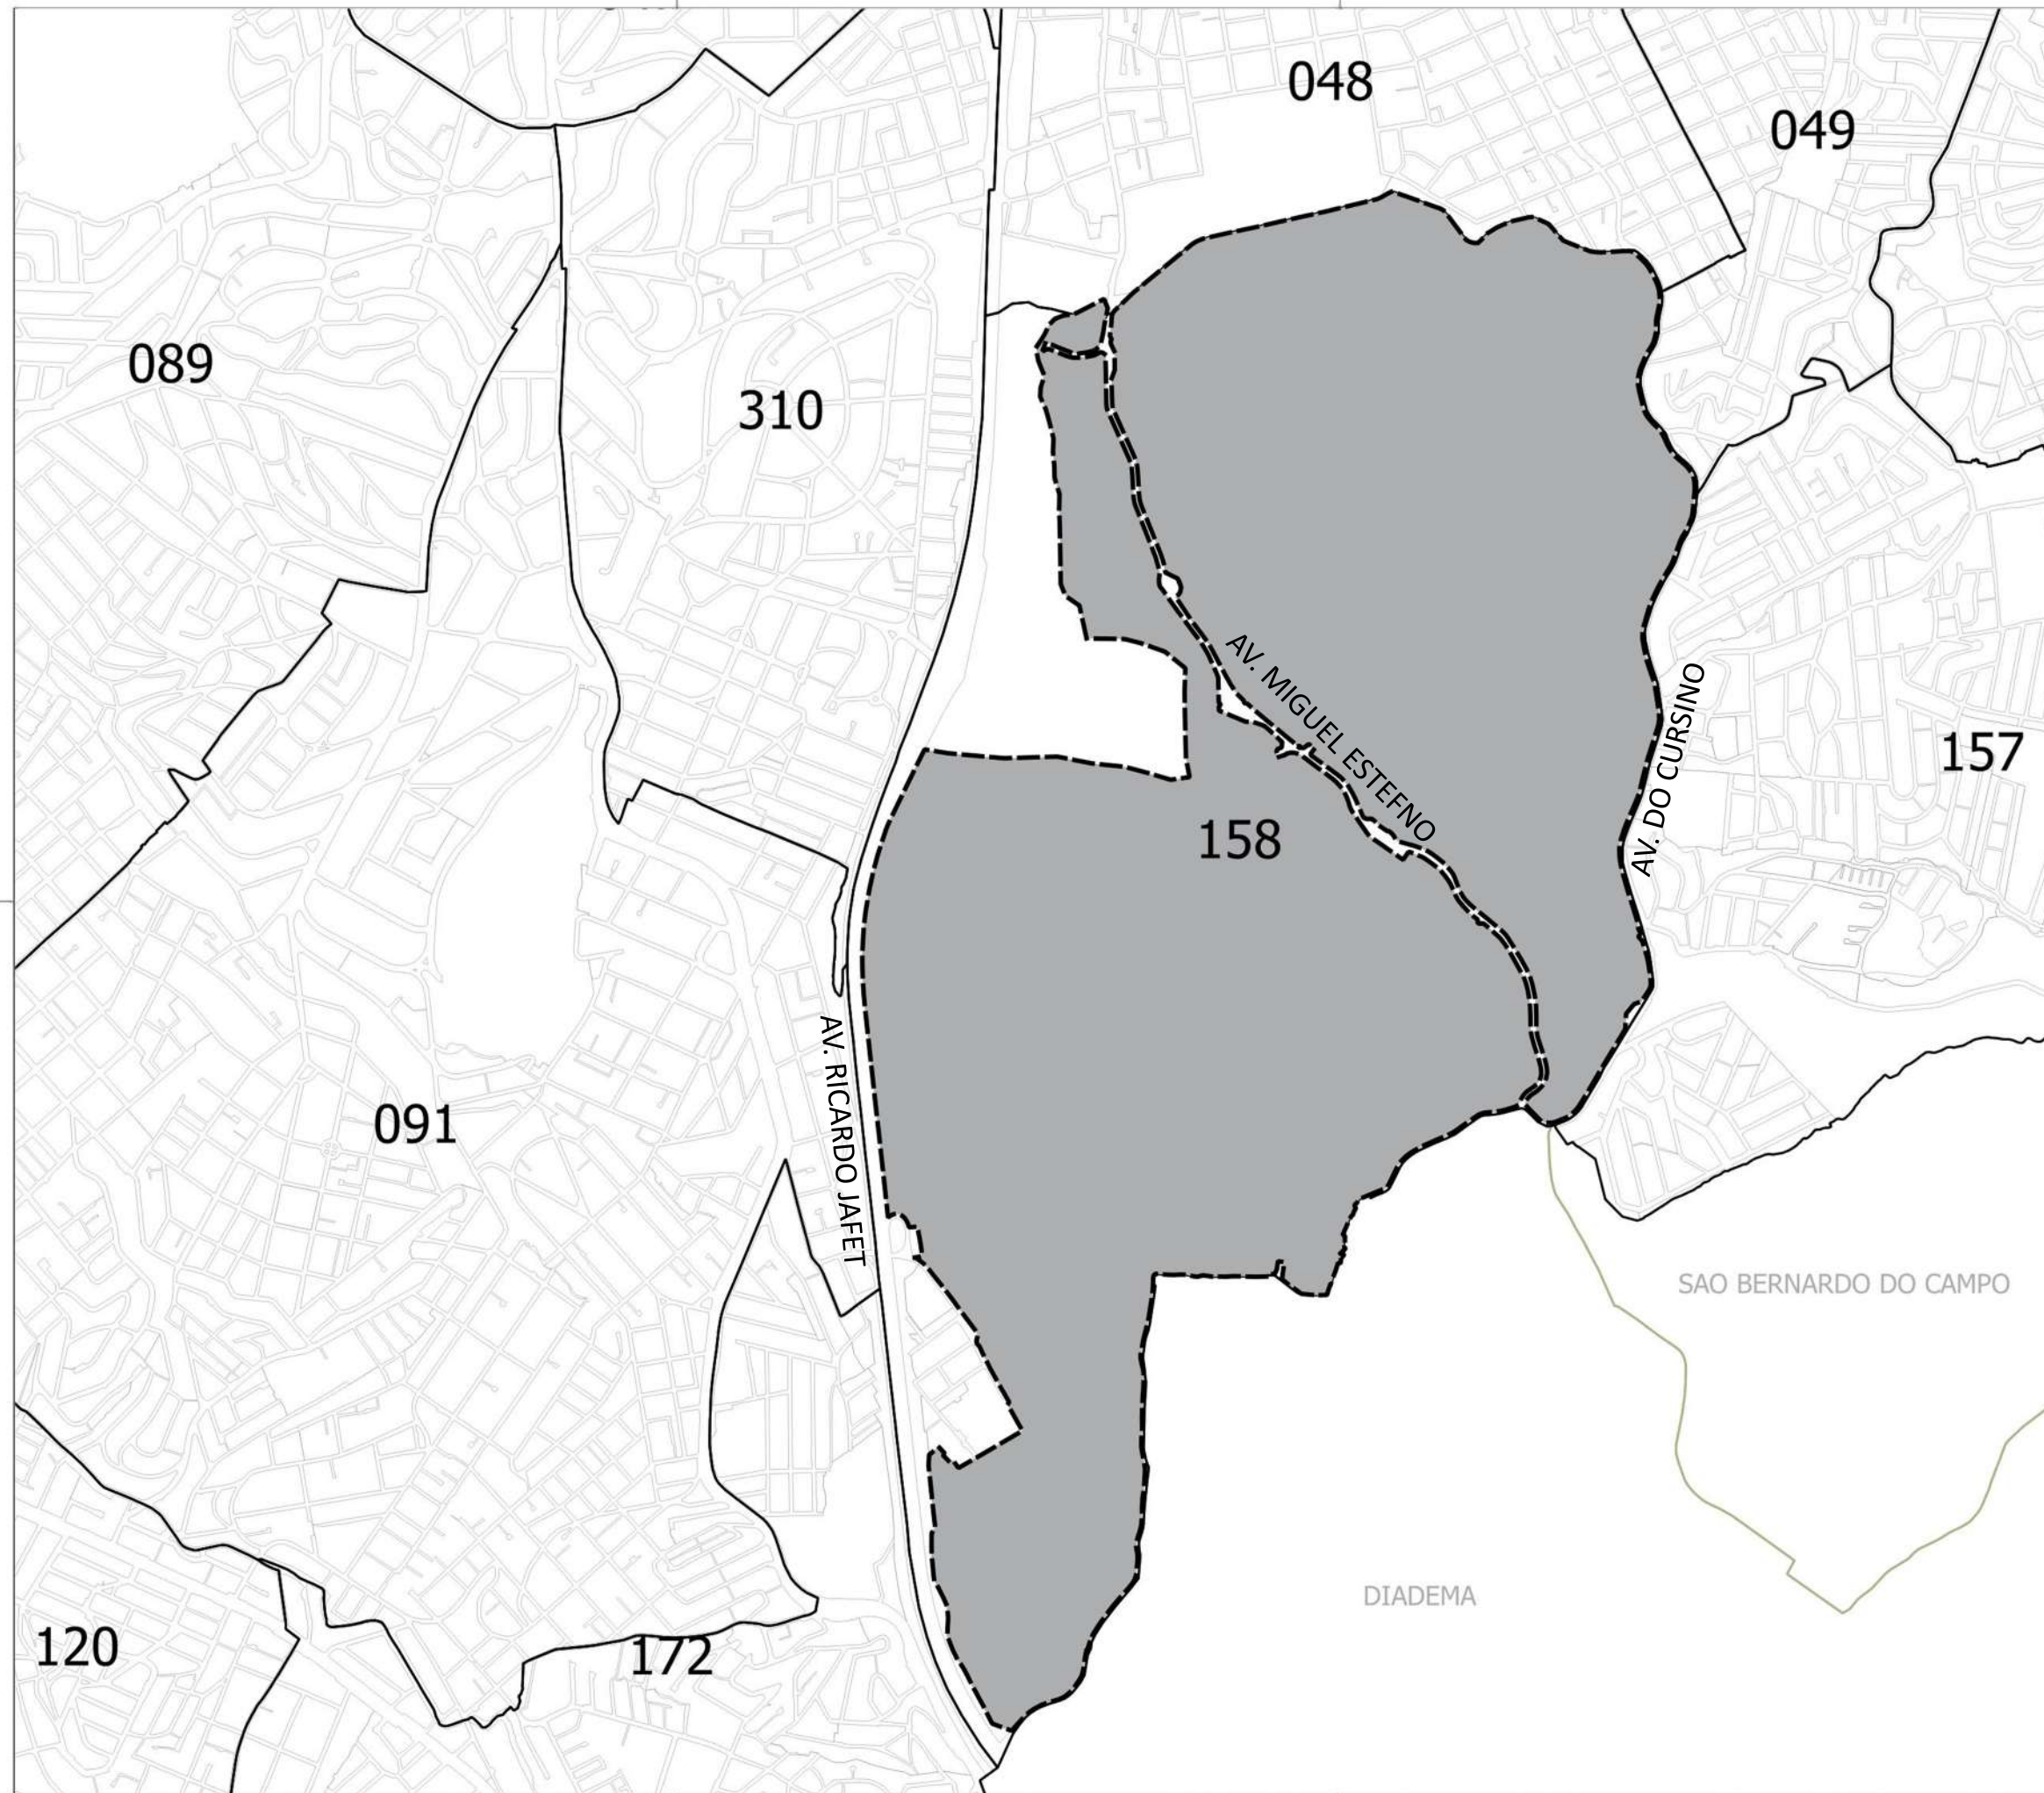 048
049
089
310
AV. MIGUEL ESTEFNO
AV. DO CURSINO
157
158
AV. RICARDO JAFET
091
SAO BERNARDO DO CAMPO
DIADEMA
120
172